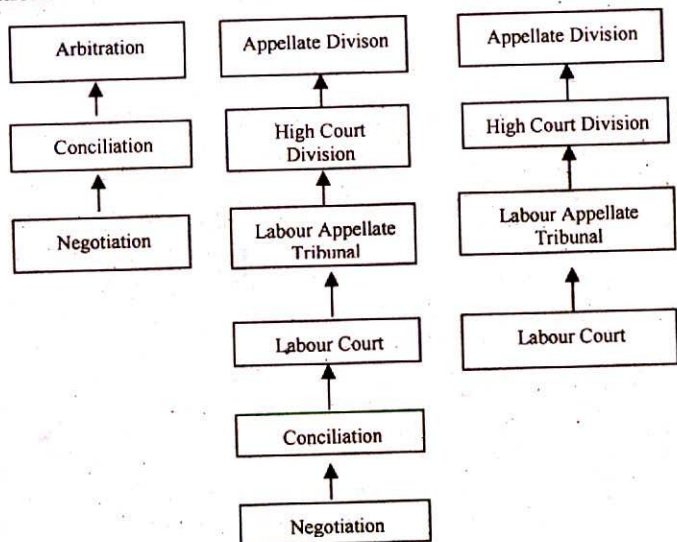 Arbitration
Conciliation
Negotiation
Appellate Divison
High Court
Division
Labour Appellate
Tribunal
Labour Court
Conciliation
Negotiation
Appellate Division
High Court Division
Labour Appellate
Tribunal
Labour Court